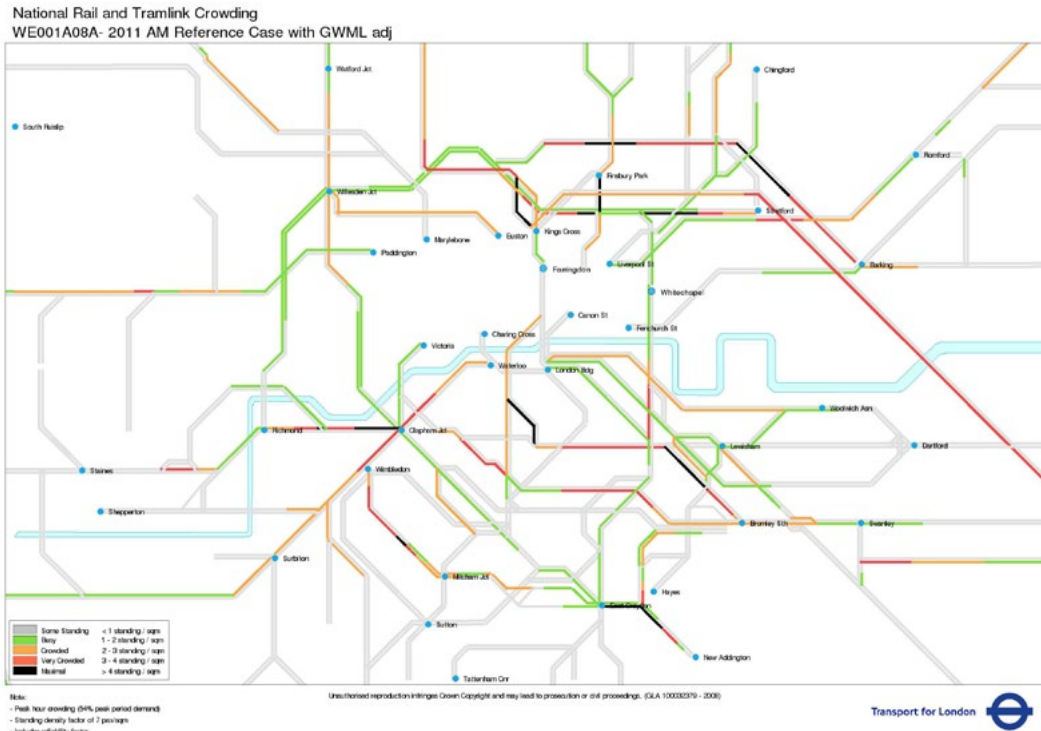 National Rail and Tramlink Crowding
WE001A08A- 2011 AM Reference Case with GWML adj
Watford Jct
Chingford
South Ruislip
Romford
Finsbury Park
Willesden Jct
Stratford
Kings Cross
Euston
Marylebone
Paddington
Farringdon
Liverpool St
Barking
Whitechapel
Canon St
Fenchurch St
Charing Cross
Victoria
Waterloo
London Bdg
Woolwich Asn
Richmond
Clapham Jct
Lewisham
Dartford
Staines
Wimbledon
Shepperton
Bromley Sth
Swanley
Surbiton
Mitcham Jct
Hayes
East Croydon
Sutton
New Addington
Tattenham Cnr
Some Standing < 1 standing / sqm
Busy 1 - 2 standing / sqm
Crowded 2 - 3 standing / sqm
Very Crowded 3 - 4 standing / sqm
Maximal > 4 standing / sqm
Note:
- Peak hour crowding (54% peak period demand)
- Standing density factor of 7 pax/sqm
- Includes reliability factor
Unauthorised reproduction infringes Crown Copyright and may lead to prosecution or civil proceedings. (GLA 100032379 - 2008)
Transport for London